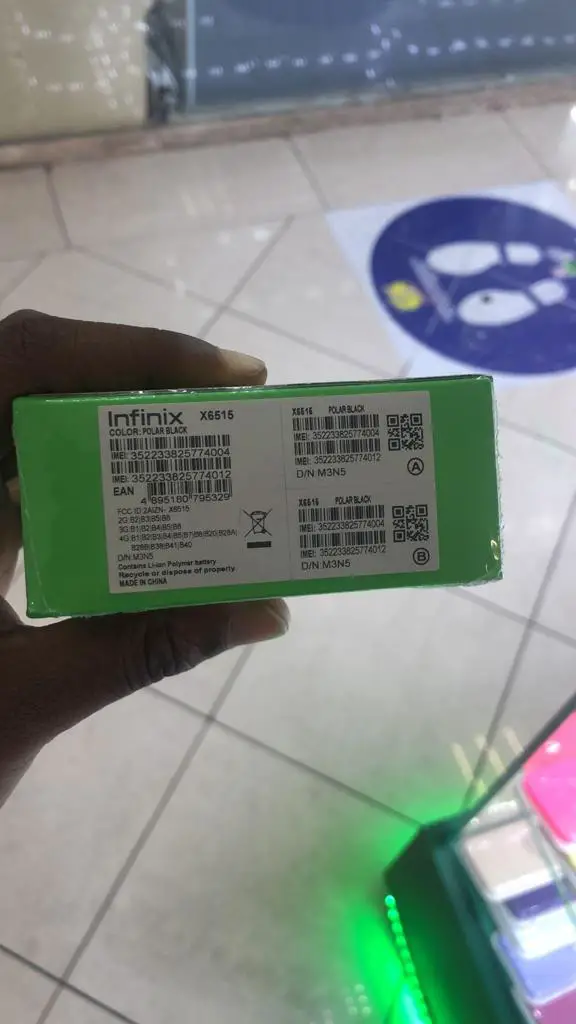 Infinix X6515
COLOR: POLAR BLACK
IMEI: 352233825774004
IMEI: 352233825774012
EAN
4 895180 795329
FCC ID:2AIZN- X6515
2G:B2|B3|B5|B8
3G:B1|B2|B4|B5|B8
4G:B1|B2|B3|B4|B5|B7|B8|B20|B28A|
B28B|B38|B41|B40
D/N:M3N5
Contains Li-ion Polymer battery
Recycle or dispose of property
MADE IN CHINA
X6515 POLAR BLACK
IMEI: 352233825774004
IMEI: 352233825774012
D/N:M3N5
A
X6515 POLAR BLACK
IMEI: 352233825774004
IMEI: 352233825774012
D/N:M3N5
B